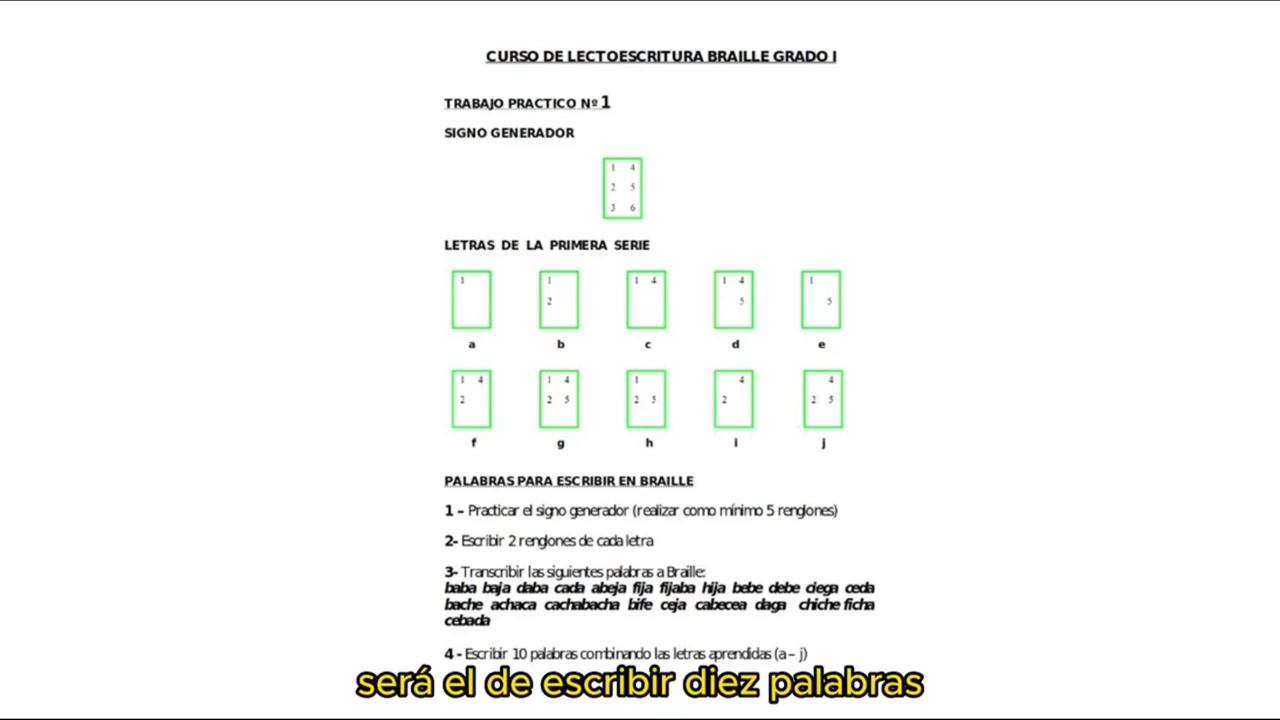 CURSO DE LECTOESCRITURA BRAILLE GRADO I
TRABAJO PRACTICO Nº 1
SIGNO GENERADOR
1 4
2 5
3 6
LETRAS DE LA PRIMERA SERIE
1 1 1 4 1 4 1
2 5 5
a b c d e
1 4 1 4 1 4 4
2 2 5 2 5 2 2 5
f g h i j
PALABRAS PARA ESCRIBIR EN BRAILLE
1 – Practicar el signo generador (realizar como mínimo 5 renglones)
2- Escribir 2 renglones de cada letra
3- Transcribir las siguientes palabras a Braille:
baba baja daba cada abeja fija fijaba hija bebe debe ciega ceda
bache achaca cachabacha bife ceja cabecea daga chiche ficha
cebada
4 - Escribir 10 palabras combinando las letras aprendidas (a – j)
será el de escribir diez palabras